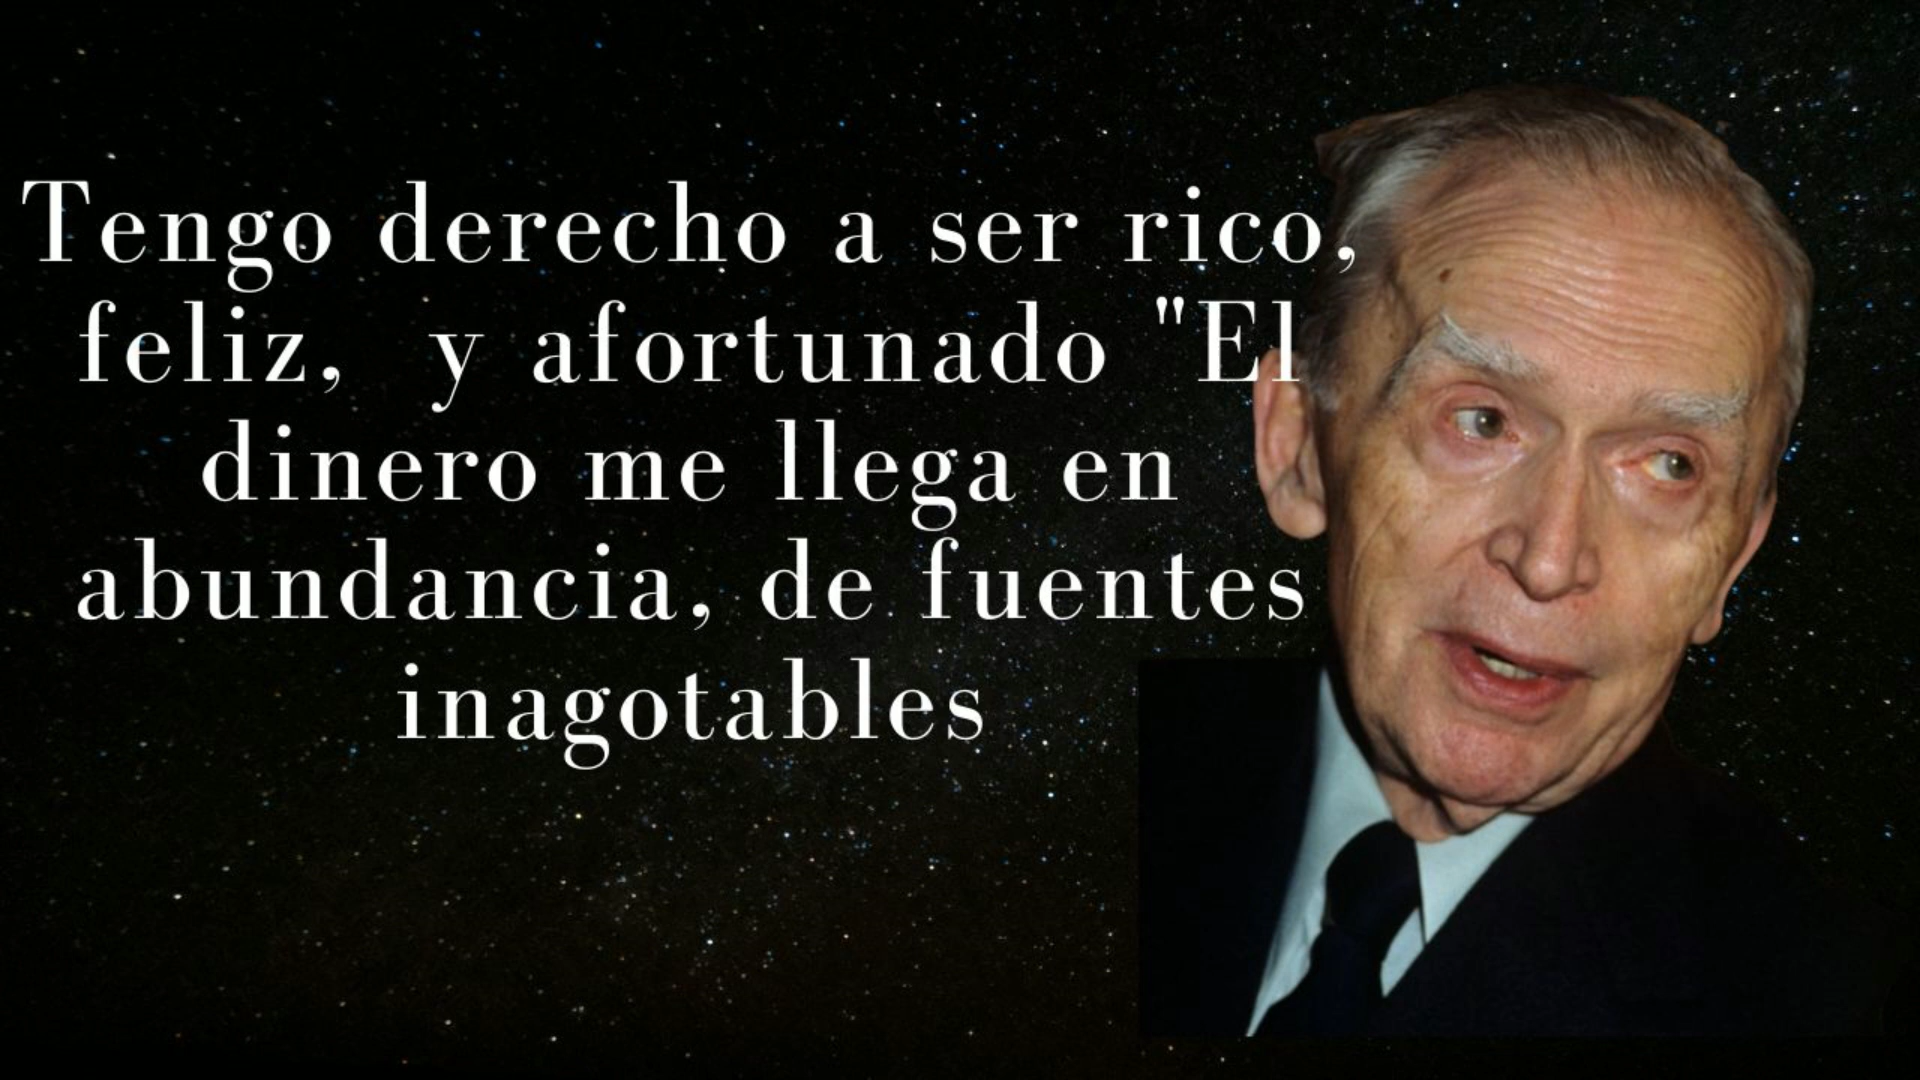 Tengo derecho a ser rico,
feliz,  y afortunado "El
dinero me llega en
abundancia, de fuentes
inagotables